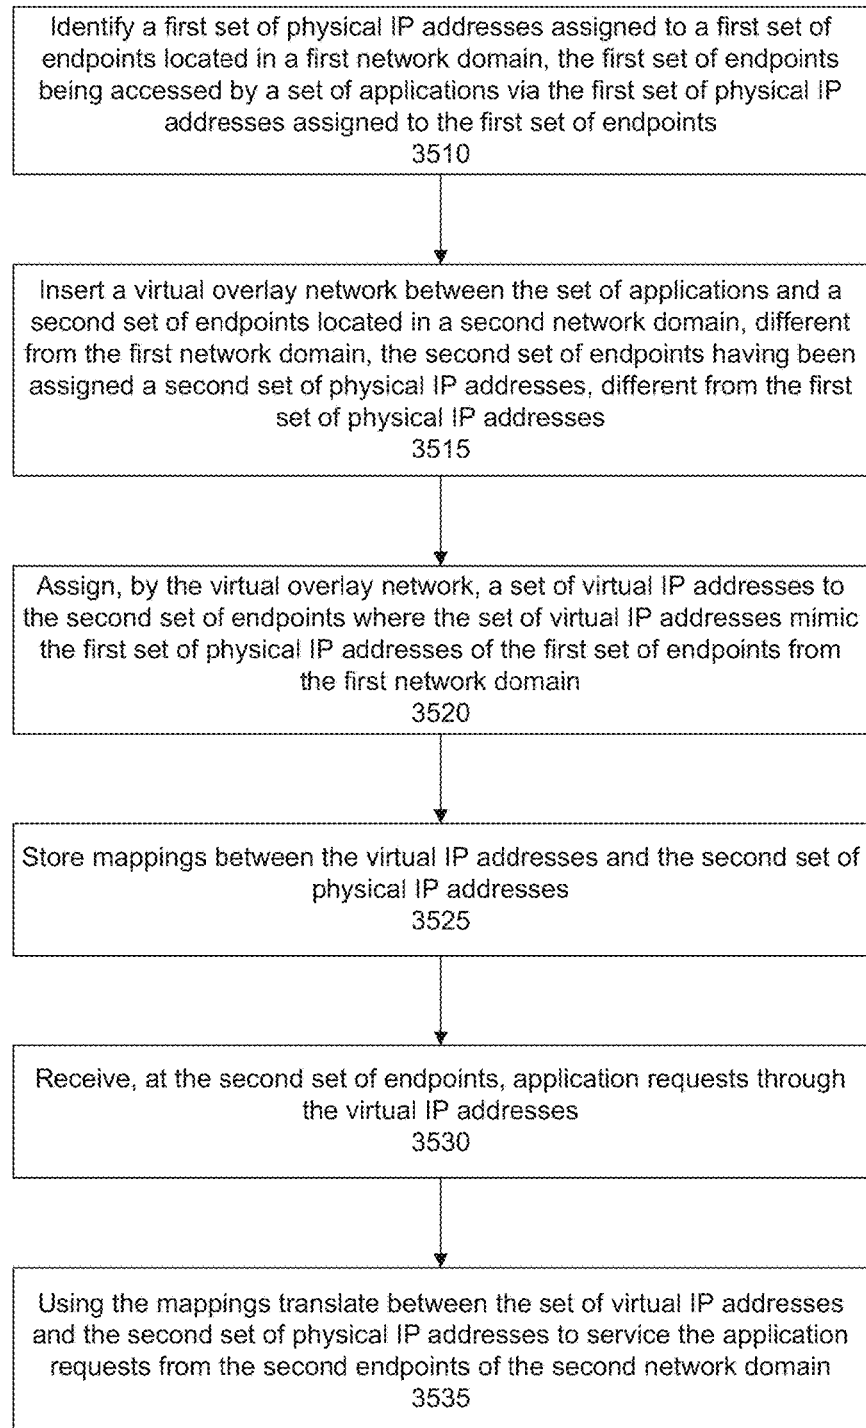 Identify a first set of physical IP addresses assigned to a first set of
endpoints located in a first network domain, the first set of endpoints
being accessed by a set of applications via the first set of physical IP
addresses assigned to the first set of endpoints
3510
Insert a virtual overlay network between the set of applications and a
second set of endpoints located in a second network domain, different
from the first network domain, the second set of endpoints having been
assigned a second set of physical IP addresses, different from the first
set of physical IP addresses
3515
Assign, by the virtual overlay network, a set of virtual IP addresses to
the second set of endpoints where the set of virtual IP addresses mimic
the first set of physical IP addresses of the first set of endpoints from
the first network domain
3520
Store mappings between the virtual IP addresses and the second set of
physical IP addresses
3525
Receive, at the second set of endpoints, application requests through
the virtual IP addresses
3530
Using the mappings translate between the set of virtual IP addresses
and the second set of physical IP addresses to service the application
requests from the second endpoints of the second network domain
3535